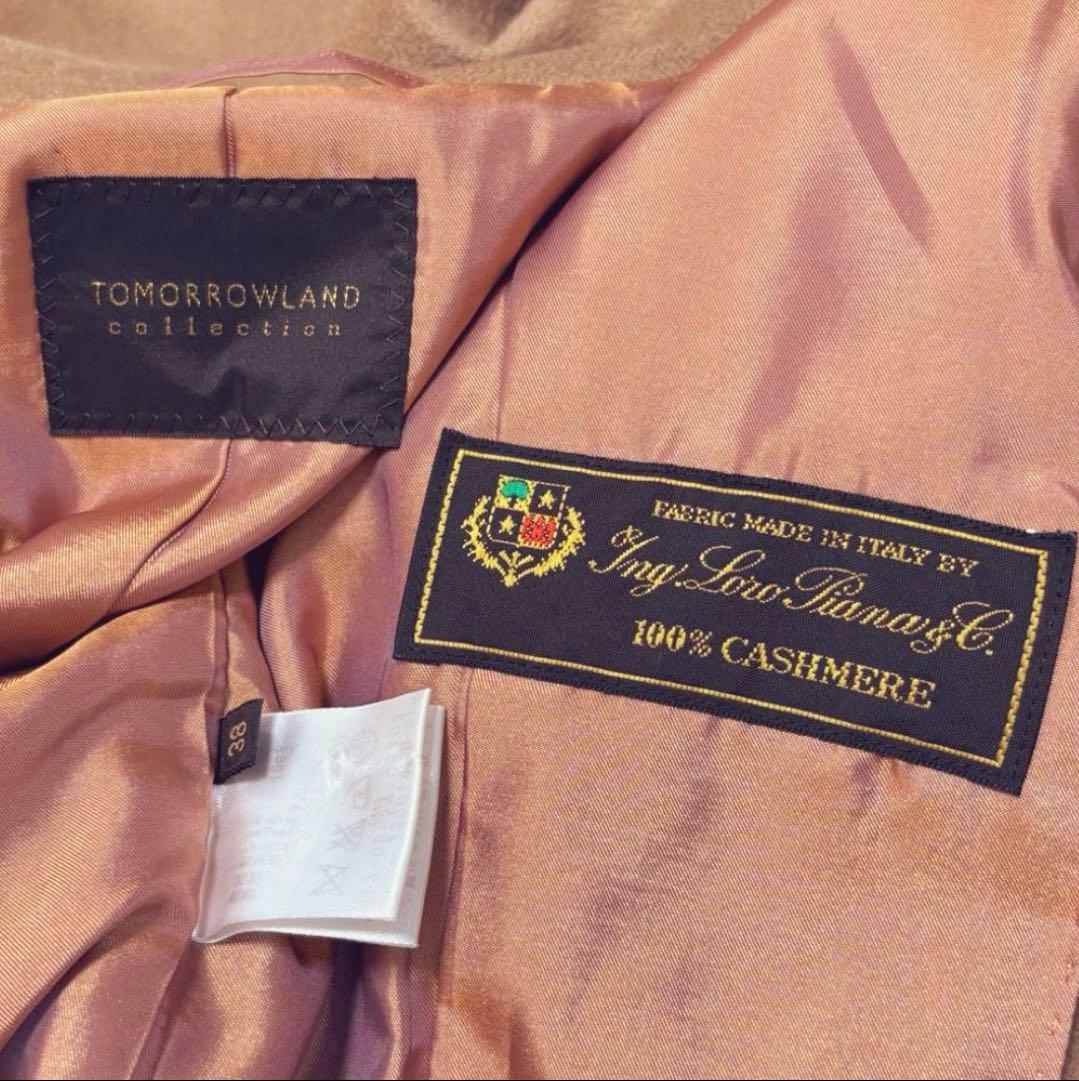 TOMORROWLAND
collection
FABRIC MADE IN ITALY BY
Ing. Loro Piana & C.
100% CASHMERE
38